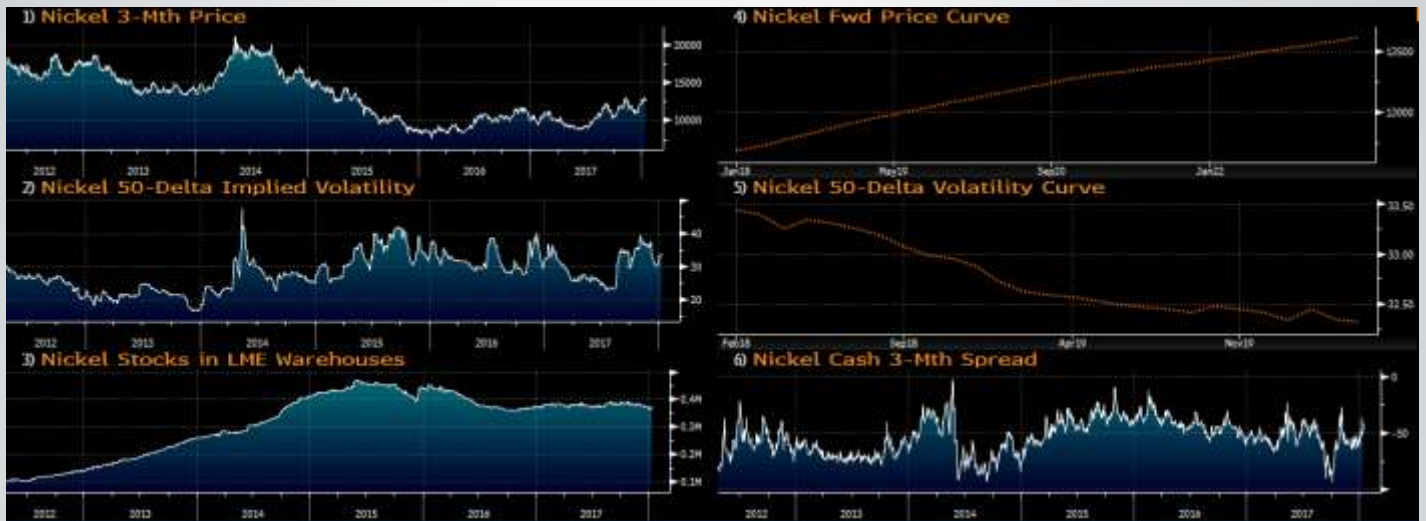 1) Nickel 3-Mth Price
20000
15000
10000
2012 2013 2014 2015 2016 2017
2) Nickel 50-Delta Implied Volatility
40
30
20
2012 2013 2014 2015 2016 2017
3) Nickel Stocks in LME Warehouses
0.4M
0.3M
0.2M
0.1M
2012 2013 2014 2015 2016 2017
4) Nickel Fwd Price Curve
12500
12000
Jan18 May19 Sep20 Jan22
5) Nickel 50-Delta Volatility Curve
33.50
33.00
32.50
Feb18 Sep18 Apr19 Nov19
6) Nickel Cash 3-Mth Spread
0
-50
2012 2013 2014 2015 2016 2017